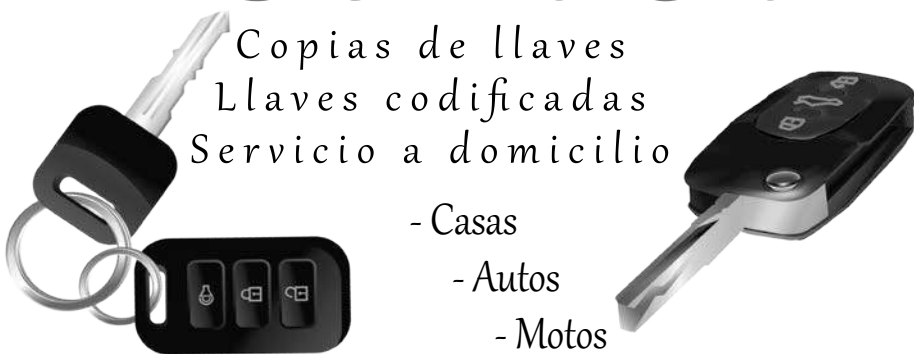 Copias de llaves
Llaves codificadas
Servicio a domicilio
- Casas
- Autos
- Motos